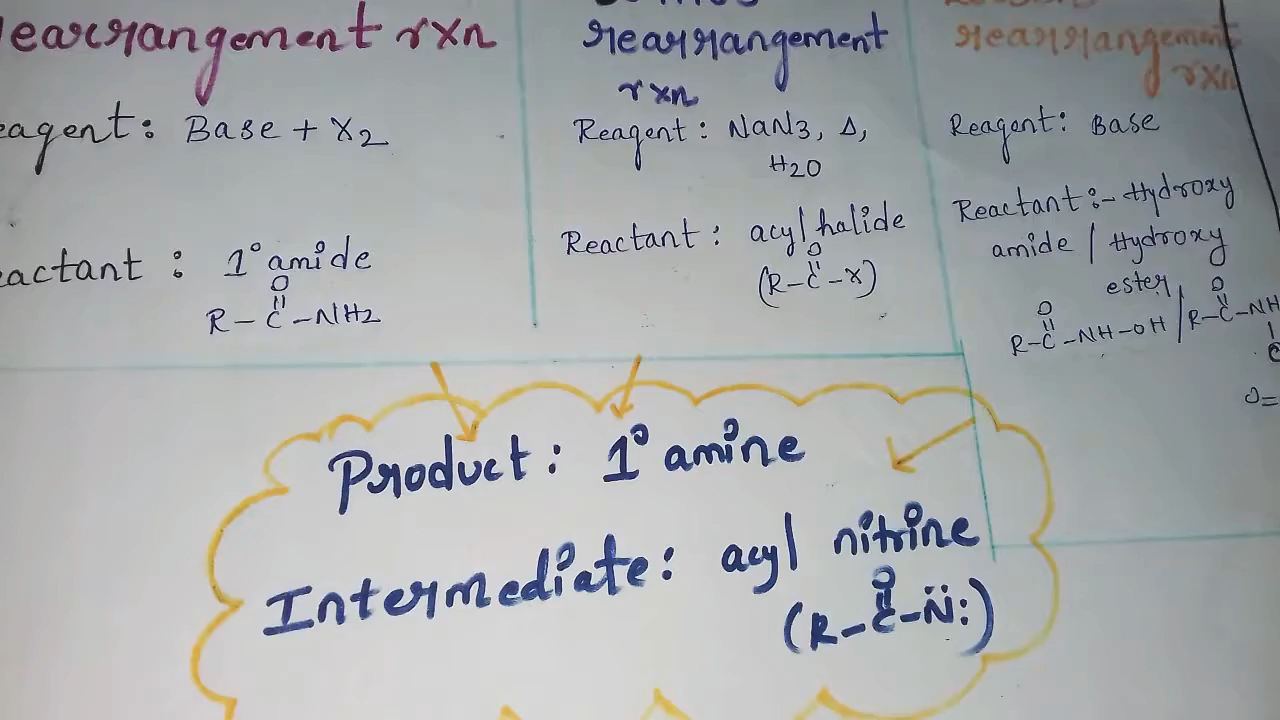 earrangement rxn
eagent: Base + X2
eactant : 1° amide
O
R-C-NH2
rearrangement
rxn
Reagent : NaN3, Δ,
H2O
Reactant : acyl halide
O
(R-C-X)
rearrangement
rxn
Reagent: Base
Reactant :- Hydroxy
amide / Hydroxy
ester
O
R-C-NH-OH / R-C-NH
O
O=
Product : 1° amine
Intermediate: acyl nitrine
O
(R-C-N̈:)